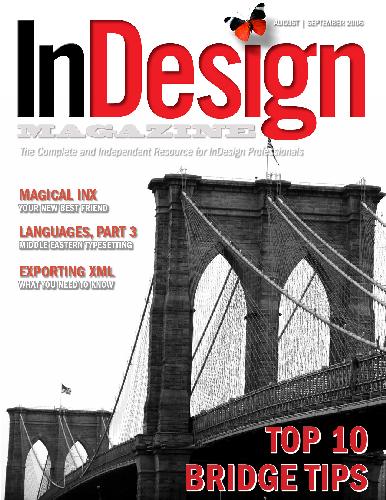 AUGUST | SEPTEMBER 2006
InDesign
MAGAZINE
The Complete and Independent Resource for InDesign Professionals
MAGICAL INX
YOUR NEW BEST FRIEND
LANGUAGES, PART 3
MIDDLE EASTERN TYPESETTING
EXPORTING XML
WHAT YOU NEED TO KNOW
TOP 10
BRIDGE TIPS